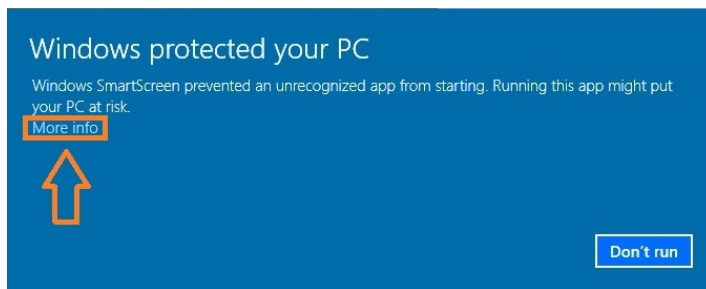 Windows protected your PC
Windows SmartScreen prevented an unrecognized app from starting. Running this app might put
your PC at risk.
More info
Don't run